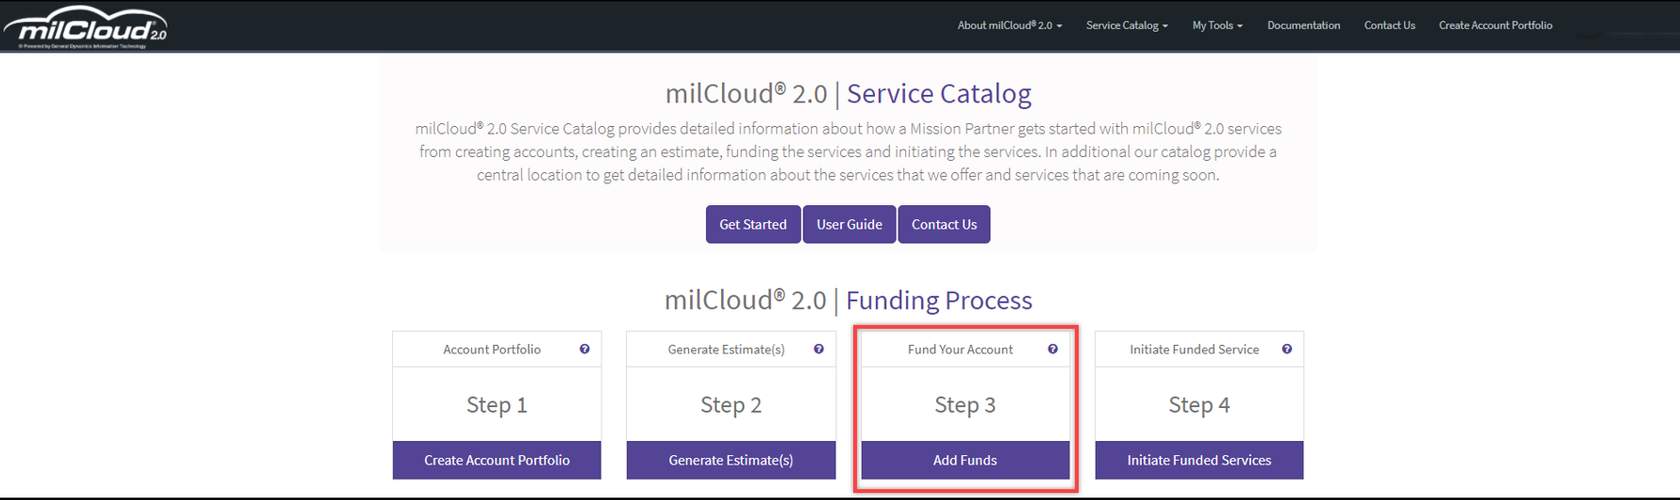 milCloud® 2.0
® Powered by General Dynamics Information Technology
About milCloud® 2.0 Service Catalog My Tools Documentation Contact Us Create Account Portfolio
milCloud® 2.0 | Service Catalog
milCloud® 2.0 Service Catalog provides detailed information about how a Mission Partner gets started with milCloud® 2.0 services
from creating accounts, creating an estimate, funding the services and initiating the services. In additional our catalog provide a
central location to get detailed information about the services that we offer and services that are coming soon.
Get Started User Guide Contact Us
milCloud® 2.0 | Funding Process
Account Portfolio ?
Step 1
Create Account Portfolio
Generate Estimate(s) ?
Step 2
Generate Estimate(s)
Fund Your Account ?
Step 3
Add Funds
Initiate Funded Service ?
Step 4
Initiate Funded Services